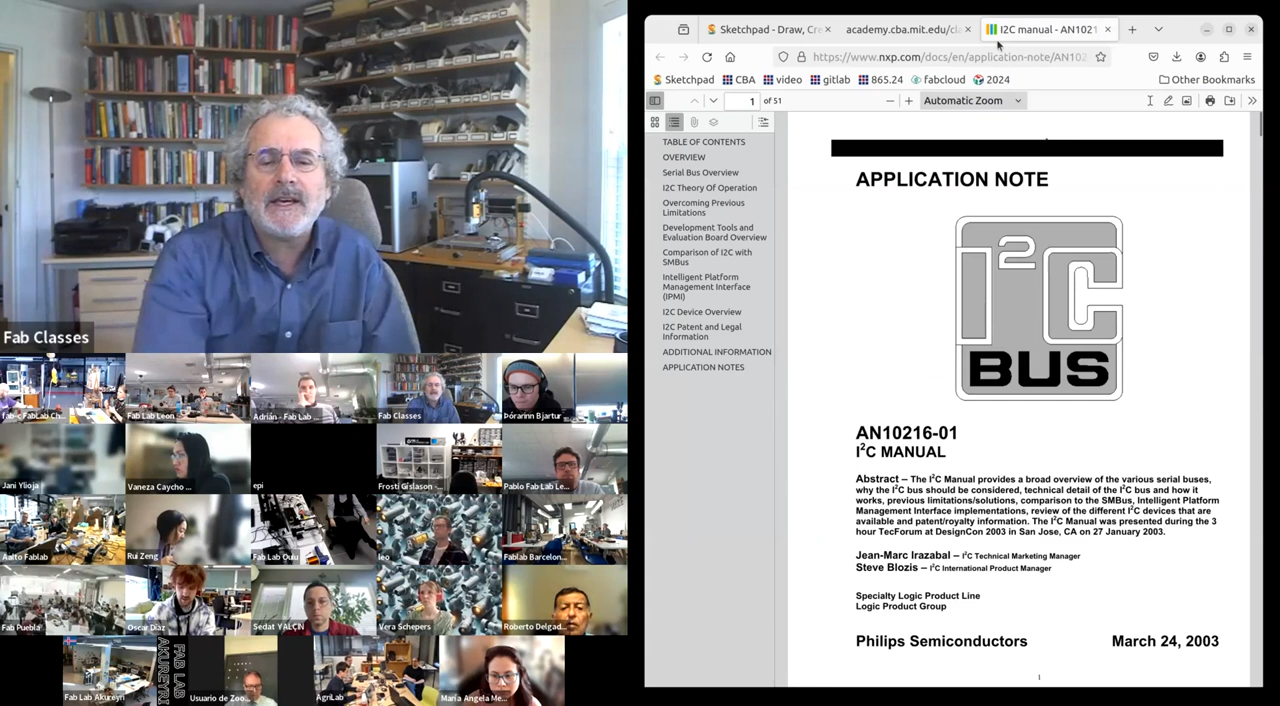 Fab Classes
fab-c FabLab Ch...
Fab Lab Leon
Adrián - Fab Lab ...
Fab Classes
Þórarinn Bjartur
Jani Ylioja
Vaneza Caycho ...
epi
Frosti Gíslason -...
Pablo Fab Lab Le...
Aalto Fablab
Rui Zeng
Fab Lab Oulu
leo
Fablab Barcelon...
Fab Puebla
Oscar Diaz
Sedat YALÇIN
Vera Schepers
Roberto Delgad...
Fab Lab Akureyri
FAB LAB
AKUREYRI
Usuario de Zoo...
AgriLab
María Angela Me...
Sketchpad - Draw, Cre
academy.cba.mit.edu/cl
I2C manual - AN1021
https://www.nxp.com/docs/en/application-note/AN102
Sketchpad
CBA
video
gitlab
865.24
fabcloud
2024
Other Bookmarks
1 of 51
Automatic Zoom
TABLE OF CONTENTS
OVERVIEW
Serial Bus Overview
I2C Theory Of Operation
Overcoming Previous
Limitations
Development Tools and
Evaluation Board Overview
Comparison of I2C with
SMBus
Intelligent Platform
Management Interface
(IPMI)
I2C Device Overview
I2C Patent and Legal
Information
ADDITIONAL INFORMATION
APPLICATION NOTES
APPLICATION NOTE
I2C
BUS
AN10216-01
I2C MANUAL
Abstract – The I2C Manual provides a broad overview of the various serial buses,
why the I2C bus should be considered, technical detail of the I2C bus and how it
works, previous limitations/solutions, comparison to the SMBus, Intelligent Platform
Management Interface implementations, review of the different I2C devices that are
available and patent/royalty information. The I2C Manual was presented during the 3
hour TecForum at DesignCon 2003 in San Jose, CA on 27 January 2003.
Jean-Marc Irazabal – I2C Technical Marketing Manager
Steve Blozis – I2C International Product Manager
Specialty Logic Product Line
Logic Product Group
Philips Semiconductors March 24, 2003
1